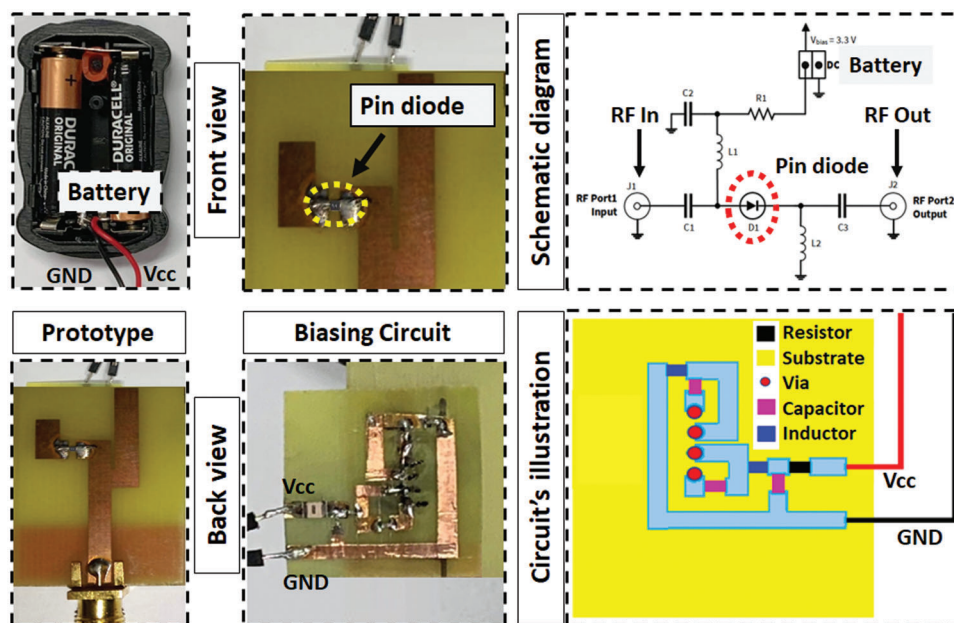 DURACELL
ORIGINAL
DURACELL
ORIGINAL
+
Battery
GND
Vcc
Front view
Pin diode
Schematic diagram
Vbias = 3.3 V
DC
Battery
C2
R1
RF In
RF Out
L1
Pin diode
J1
J2
RF Port1
Input
C1
D1
C3
RF Port2
Output
L2
Prototype
Biasing Circuit
Back view
Vcc
GND
Circuit's illustration
Resistor
Substrate
Via
Capacitor
Inductor
Vcc
GND